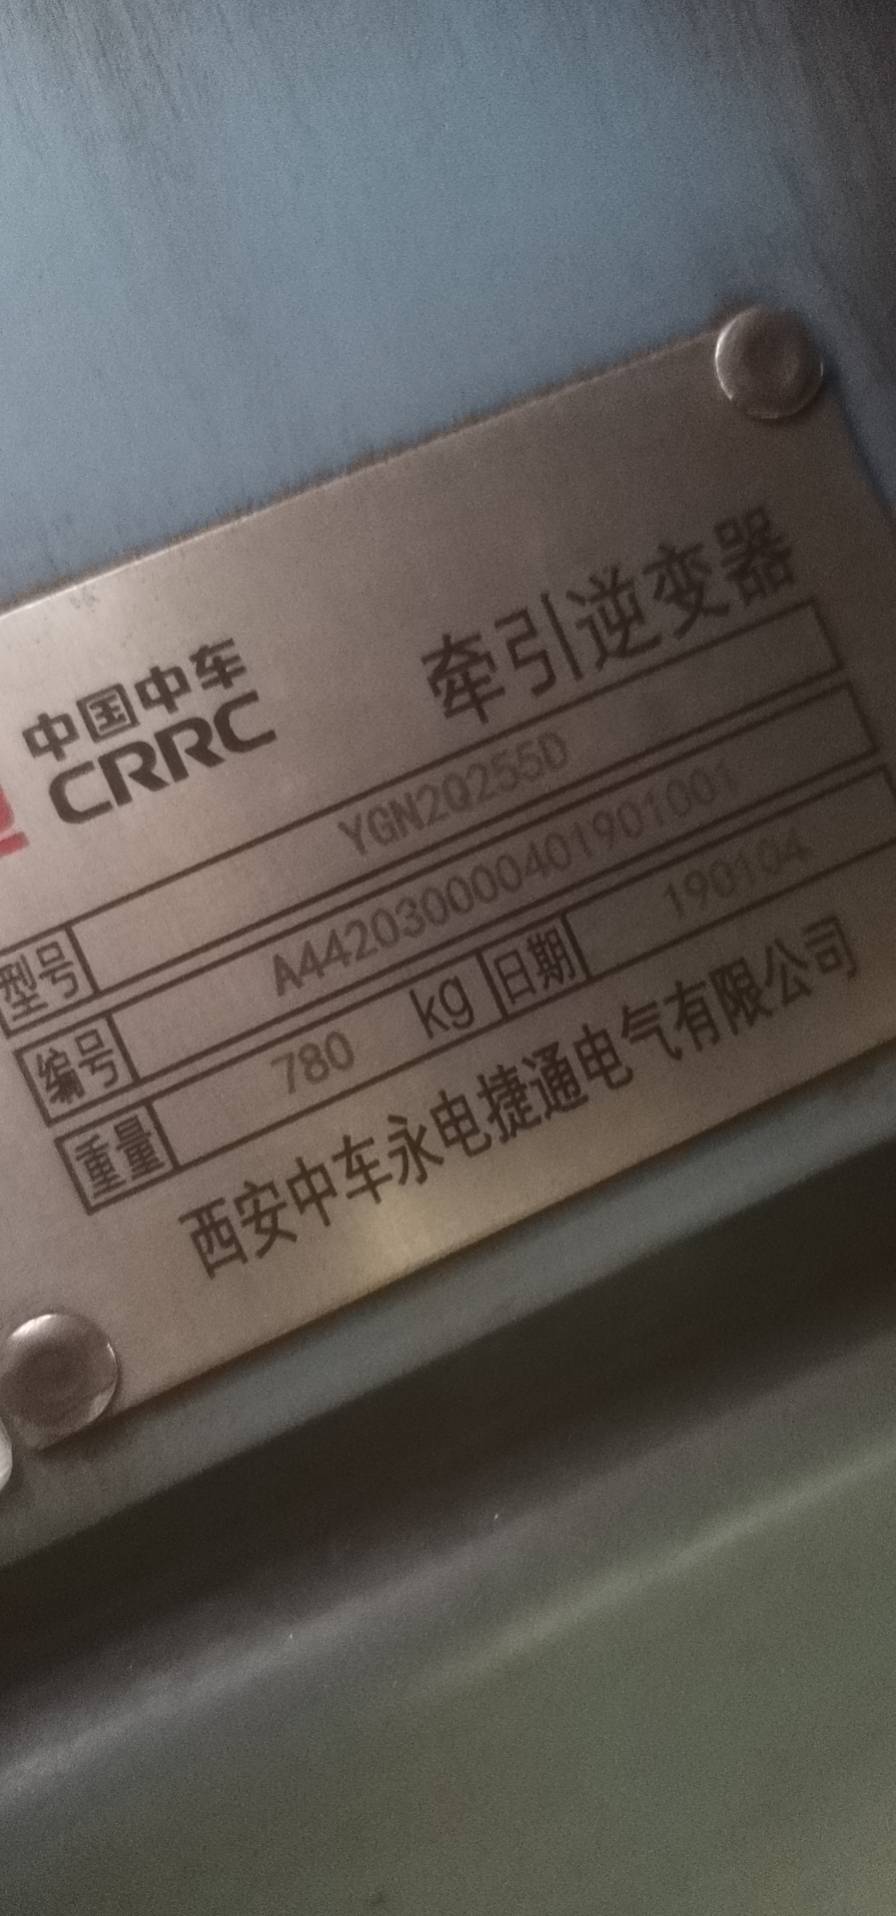 中国中车
CRRC
牵引逆变器
型号 YGN2Q255D
编号 A4420300000401901001
重量 780 kg 日期 190104
西安中车永电捷通电气有限公司